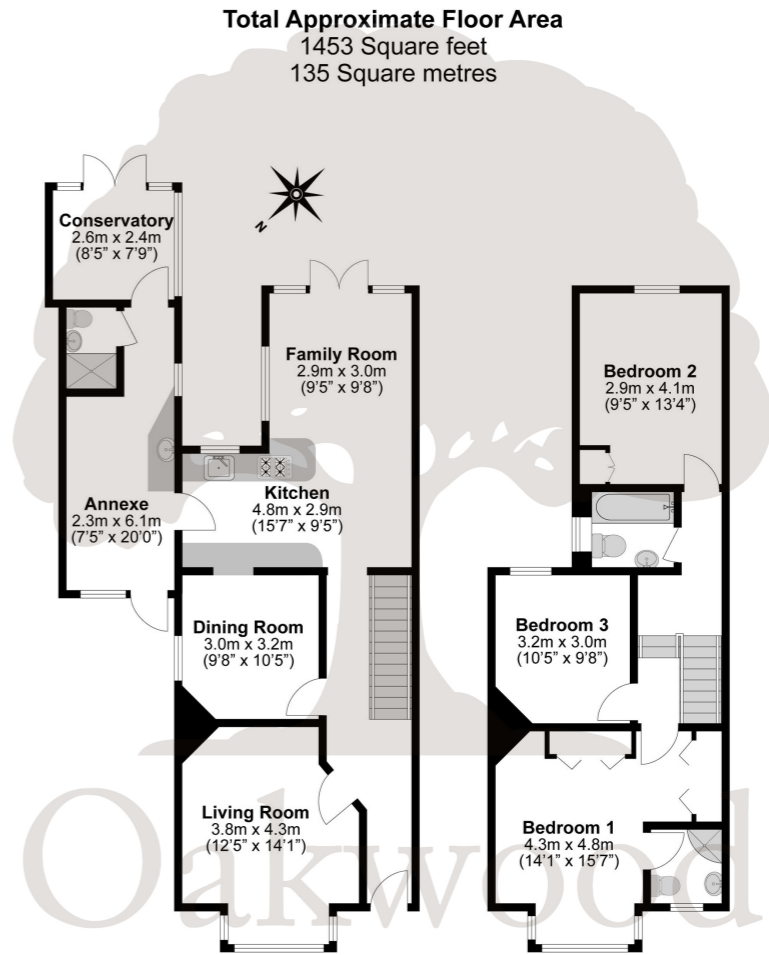 Total Approximate Floor Area
1453 Square feet
135 Square metres
N
Conservatory
2.6m x 2.4m
(8'5" x 7'9")
Family Room
2.9m x 3.0m
(9'5" x 9'8")
Kitchen
4.8m x 2.9m
(15'7" x 9'5")
Annexe
2.3m x 6.1m
(7'5" x 20'0")
Dining Room
3.0m x 3.2m
(9'8" x 10'5")
Living Room
3.8m x 4.3m
(12'5" x 14'1")
Bedroom 2
2.9m x 4.1m
(9'5" x 13'4")
Bedroom 3
3.2m x 3.0m
(10'5" x 9'8")
Bedroom 1
4.3m x 4.8m
(14'1" x 15'7")
Oakwood